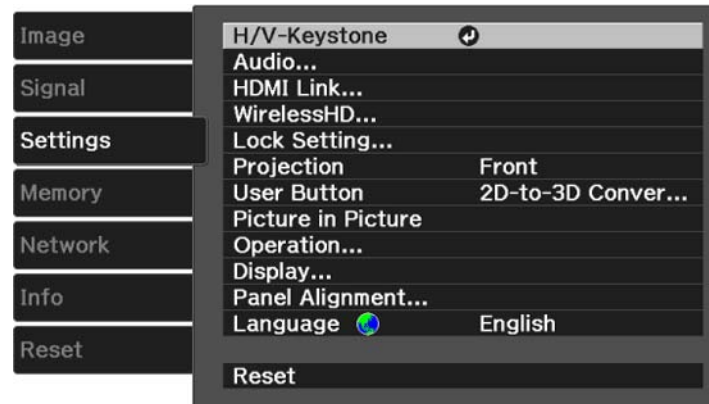 Image
Signal
Settings
Memory
Network
Info
Reset
H/V-Keystone
Audio...
HDMI Link...
WirelessHD...
Lock Setting...
Projection Front
User Button 2D-to-3D Conver...
Picture in Picture
Operation...
Display...
Panel Alignment...
Language English
Reset